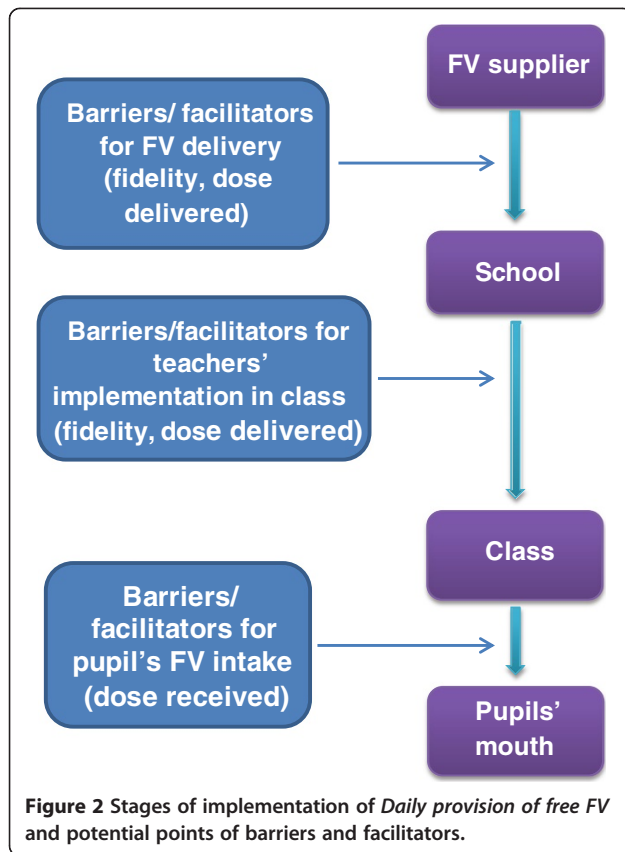 FV supplier
Barriers/ facilitators
for FV delivery
(fidelity, dose
delivered)
School
Barriers/facilitators for
teachers’
implementation in class
(fidelity, dose delivered)
Class
Barriers/
facilitators for
pupil’s FV intake
(dose received)
Pupils’
mouth
Figure 2 Stages of implementation of Daily provision of free FV
and potential points of barriers and facilitators.